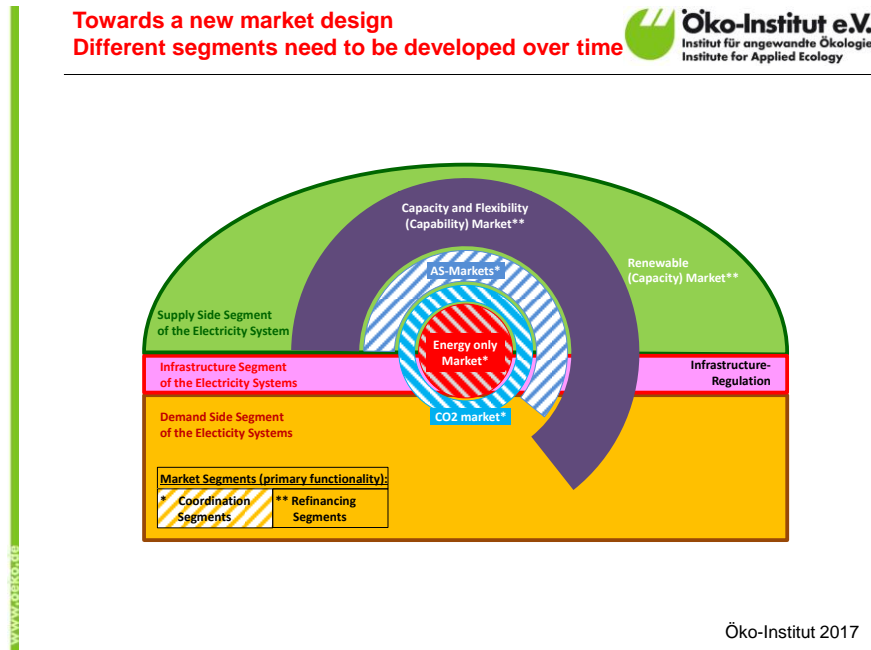 Towards a new market design
Different segments need to be developed over time
Öko-Institut e.V.
Institut für angewandte Ökologie
Institute for Applied Ecology
Capacity and Flexibility
(Capability) Market**
AS-Markets*
Renewable
(Capacity) Market**
Supply Side Segment
of the Electricity System
Energy only
Market*
Infrastructure Segment
of the Electricity Systems
Infrastructure-
Regulation
Demand Side Segment
of the Electicity Systems
CO2 market*
Market Segments (primary functionality):
* Coordination
Segments
** Refinancing
Segments
www.oeko.de
Öko-Institut 2017